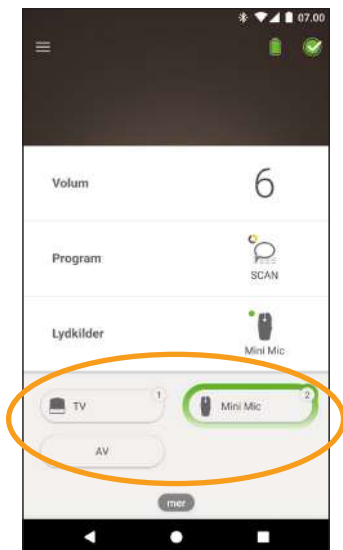 07.00
Volum 6
Program
SCAN
Lydkilder
Mini Mic
TV 1 Mini Mic 2
AV
mer